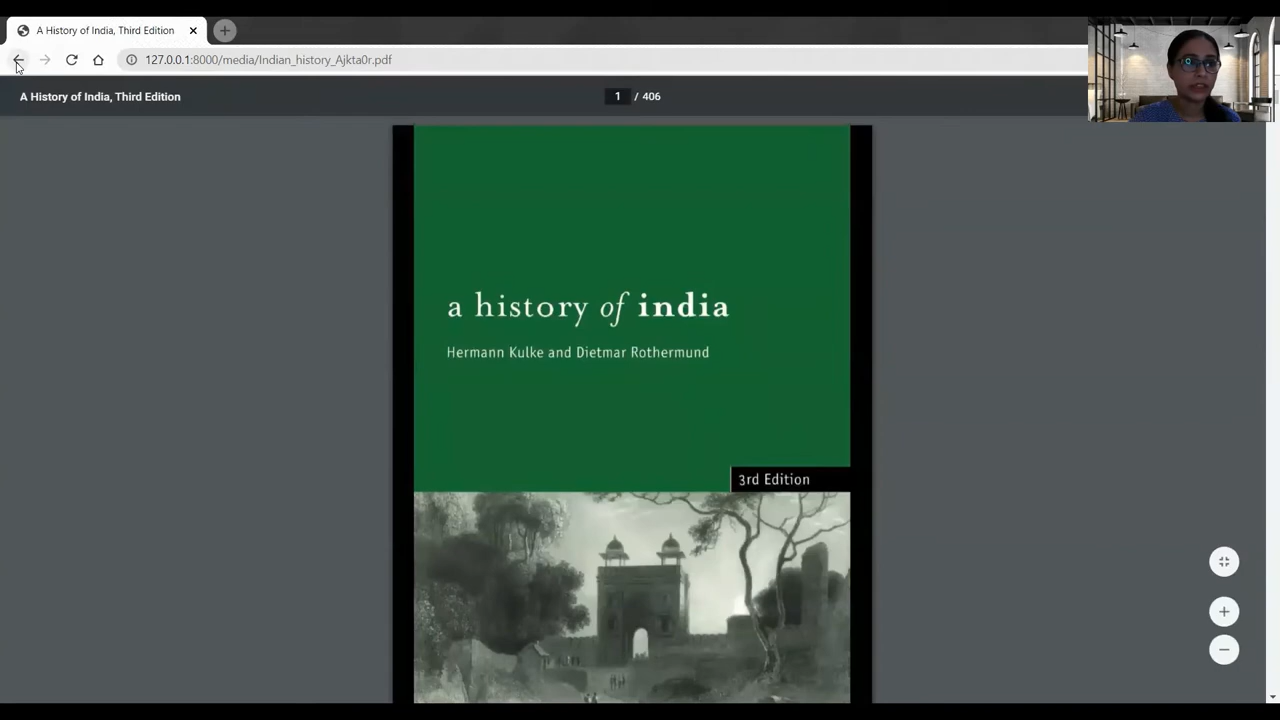 A History of India, Third Edition
127.0.0.1:8000/media/Indian_history_Ajkta0r.pdf
A History of India, Third Edition
1 / 406
a history of india
Hermann Kulke and Dietmar Rothermund
3rd Edition